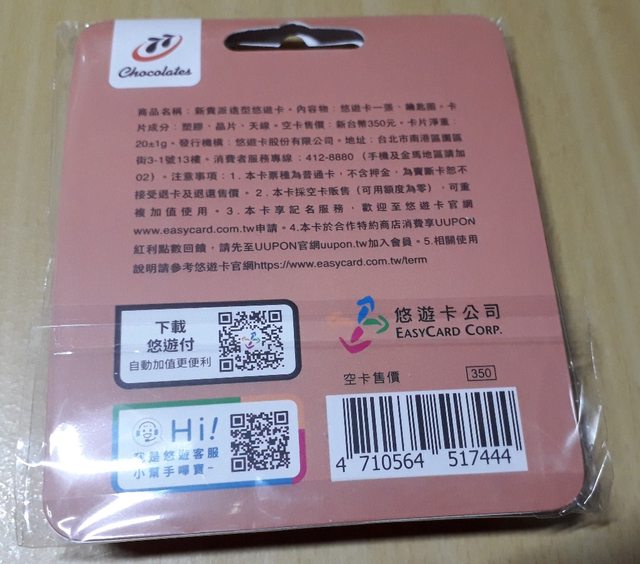 77
Chocolates
商品名稱：新貴派造型悠遊卡。內容物：悠遊卡一張、鑰匙圈。卡
片成分：塑膠、晶片、天線。空卡售價：新台幣350元。卡片淨重：
20±1g。發行機構：悠遊卡股份有限公司。地址：台北市南港區園區
街3-1號13樓。消費者服務專線：412-8880（手機及金馬地區請加
02）。注意事項：1.本卡票種為普通卡，不含押金，為賣斷卡恕不
接受退卡及退還售價。2.本卡採空卡販售（可用額度為零），可重
複加值使用。3.本卡享記名服務，歡迎至悠遊卡官網
www.easycard.com.tw申請。4.本卡於合作特約商店消費享UUPON
紅利點數回饋，請先至UUPON官網uupon.tw加入會員。5.相關使用
說明請參考悠遊卡官網https://www.easycard.com.tw/term
下載
悠遊付
自動加值更便利
悠遊卡公司
EASYCARD CORP.
空卡售價 350
Hi!
我是悠遊客服
小幫手嗶寶~
4 710564 517444